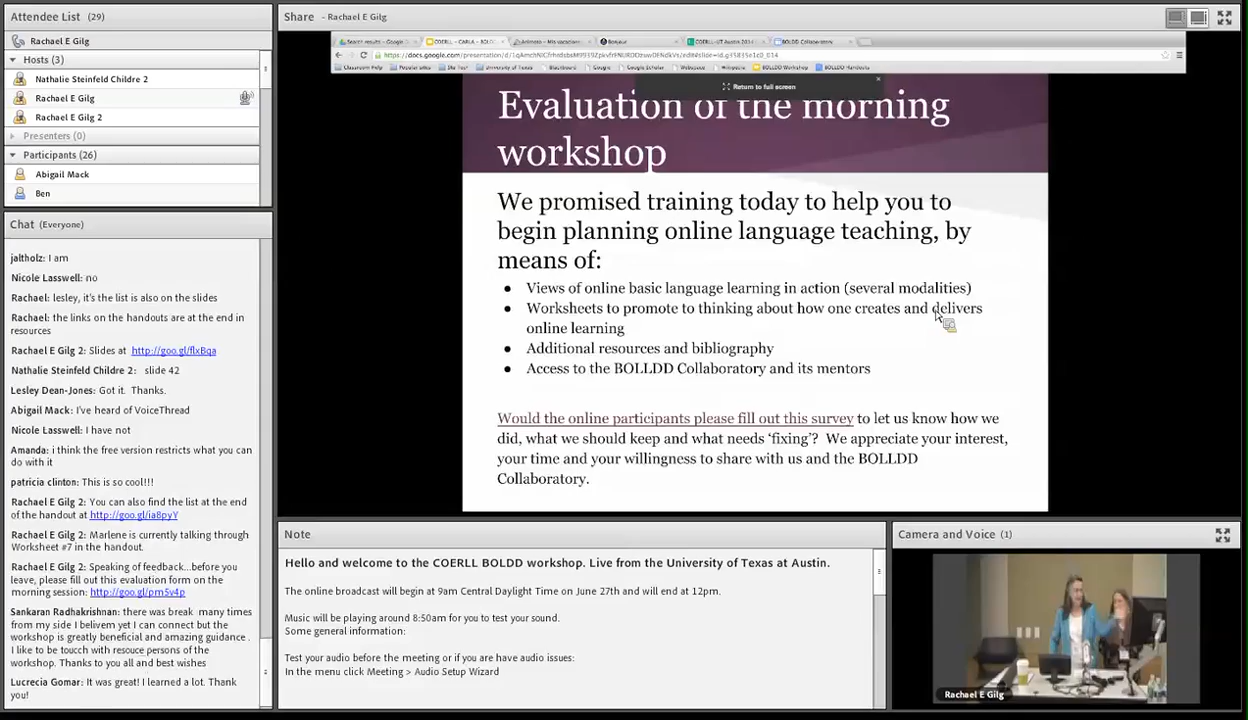 Attendee List (29)
Rachael E Gilg
Hosts (3)
Nathalie Steinfeld Childre 2
Rachael E Gilg
Rachael E Gilg 2
Presenters (0)
Participants (26)
Abigail Mack
Ben
Chat (Everyone)
jaltholz: I am
Nicole Lasswell: no
Rachael: lesley, it's the list is also on the slides
Rachael: the links on the handouts are at the end in
resources
Rachael E Gilg 2: Slides at http://goo.gl/flxBqa
Nathalie Steinfeld Childre 2: slide 42
Lesley Dean-Jones: Got it. Thanks.
Abigail Mack: I've heard of VoiceThread
Nicole Lasswell: I have not
Amanda: i think the free version restricts what you can
do with it
patricia clinton: This is so cool!!!
Rachael E Gilg 2: You can also find the list at the end
of the handout at http://goo.gl/ia8pyY
Rachael E Gilg 2: Marlene is currently talking through
Worksheet #7 in the handout.
Rachael E Gilg 2: Speaking of feedback...before you
leave, please fill out this evaluation form on the
morning session: http://goo.gl/pm5v4p
Sankaran Radhakrishnan: there was break many times
from my side I belivem yet I can connect but the
workshop is greatly beneficial and amazing guidance .
I like to be toucch with resouce persons of the
workshop. Thanks to you all and best wishes
Lucrecia Gomar: It was great! I learned a lot. Thank
you!
Share - Rachael E Gilg
Return to full screen
Evaluation of the morning
workshop
We promised training today to help you to
begin planning online language teaching, by
means of:
• Views of online basic language learning in action (several modalities)
• Worksheets to promote to thinking about how one creates and delivers
online learning
• Additional resources and bibliography
• Access to the BOLLDD Collaboratory and its mentors
Would the online participants please fill out this survey to let us know how we
did, what we should keep and what needs ‘fixing’? We appreciate your interest,
your time and your willingness to share with us and the BOLLDD
Collaboratory.
Note
Hello and welcome to the COERLL BOLDD workshop. Live from the University of Texas at Austin.
The online broadcast will begin at 9am Central Daylight Time on June 27th and will end at 12pm.
Music will be playing around 8:50am for you to test your sound.
Some general information:
Test your audio before the meeting or if you are have audio issues:
In the menu click Meeting > Audio Setup Wizard
Camera and Voice (1)
Rachael E Gilg